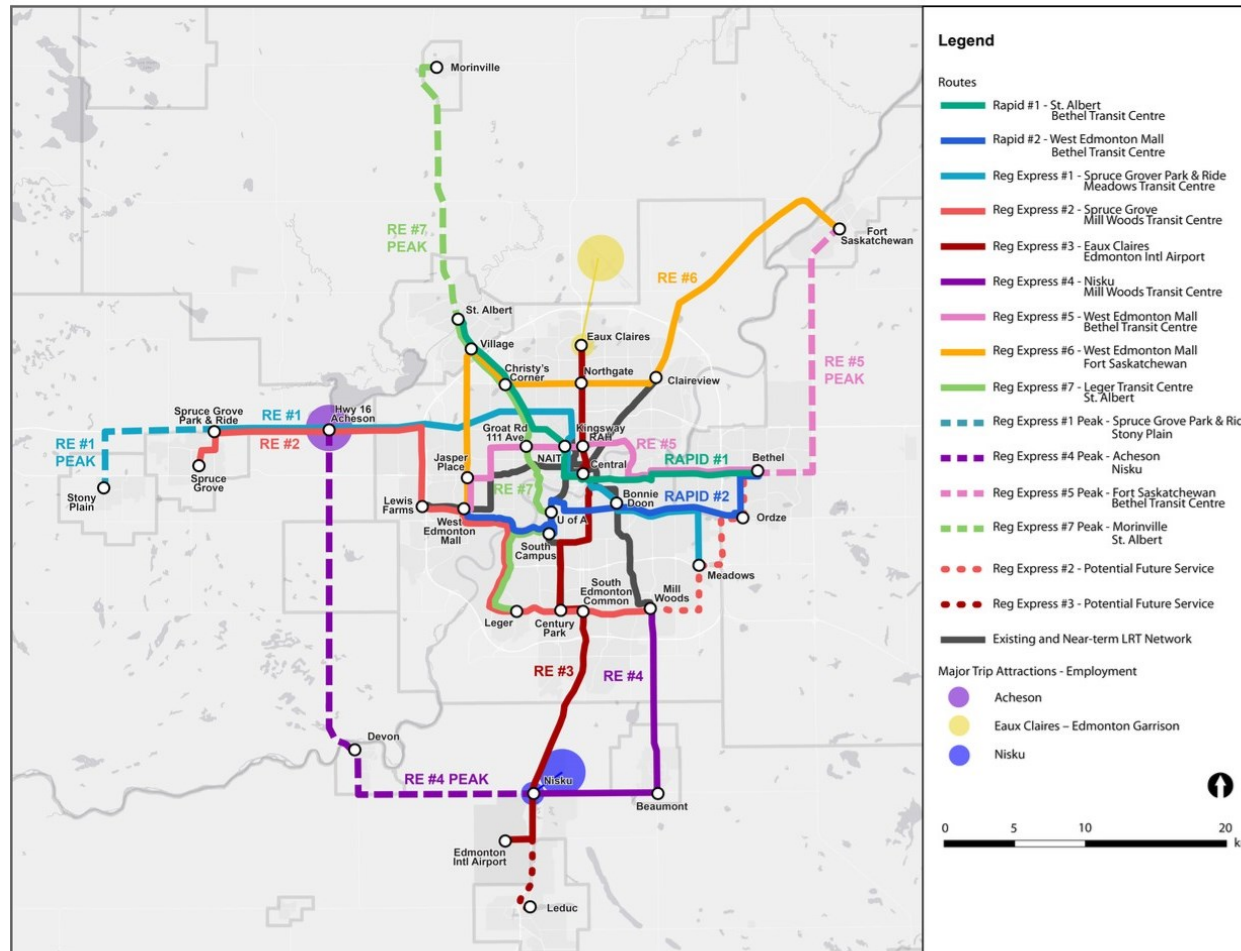 Morinville
RE #7
PEAK
Fort
Saskatchewan
RE #6
St. Albert
Village
Eaux Claires
Christy's
Corner
Northgate
Claireview
RE #5
PEAK
Spruce Grove
Park & Ride
RE #1
Hwy 16
Acheson
RE #2
RE #1
PEAK
Groat Rd
111 Ave
Kingsway
RAH
NAIT
RE #5
Spruce
Grove
Stony
Plain
Jasper
Place
RE #7
Central
RAPID #1
Bethel
Lewis
Farms
West
Edmonton
Mall
U of A
Bonnie
Doon
RAPID #2
Ordze
South
Campus
Meadows
Leger
Century
Park
South
Edmonton
Common
Mill
Woods
RE #3
RE #4
Devon
RE #4 PEAK
Nisku
Beaumont
Edmonton
Intl Airport
Leduc
Legend
Routes
Rapid #1 - St. Albert
Bethel Transit Centre
Rapid #2 - West Edmonton Mall
Bethel Transit Centre
Reg Express #1 - Spruce Grover Park & Ride
Meadows Transit Centre
Reg Express #2 - Spruce Grove
Mill Woods Transit Centre
Reg Express #3 - Eaux Claires
Edmonton Intl Airport
Reg Express #4 - Nisku
Mill Woods Transit Centre
Reg Express #5 - West Edmonton Mall
Bethel Transit Centre
Reg Express #6 - West Edmonton Mall
Fort Saskatchewan
Reg Express #7 - Leger Transit Centre
St. Albert
Reg Express #1 Peak - Spruce Grove Park & Rid
Stony Plain
Reg Express #4 Peak - Acheson
Nisku
Reg Express #5 Peak - Fort Saskatchewan
Bethel Transit Centre
Reg Express #7 Peak - Morinville
St. Albert
Reg Express #2 - Potential Future Service
Reg Express #3 - Potential Future Service
Existing and Near-term LRT Network
Major Trip Attractions - Employment
Acheson
Eaux Claires – Edmonton Garrison
Nisku
0 5 10 20
k